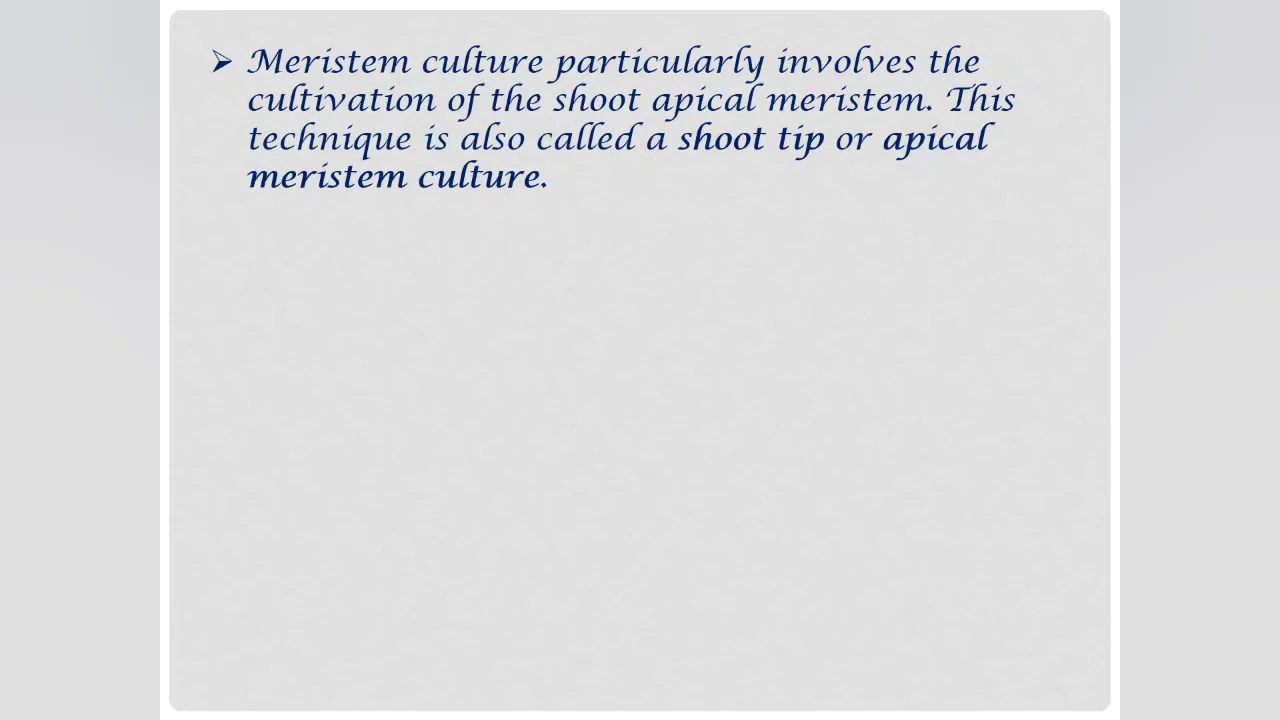 ➢ Meristem culture particularly involves the
cultivation of the shoot apical meristem. This
technique is also called a shoot tip or apical
meristem culture.